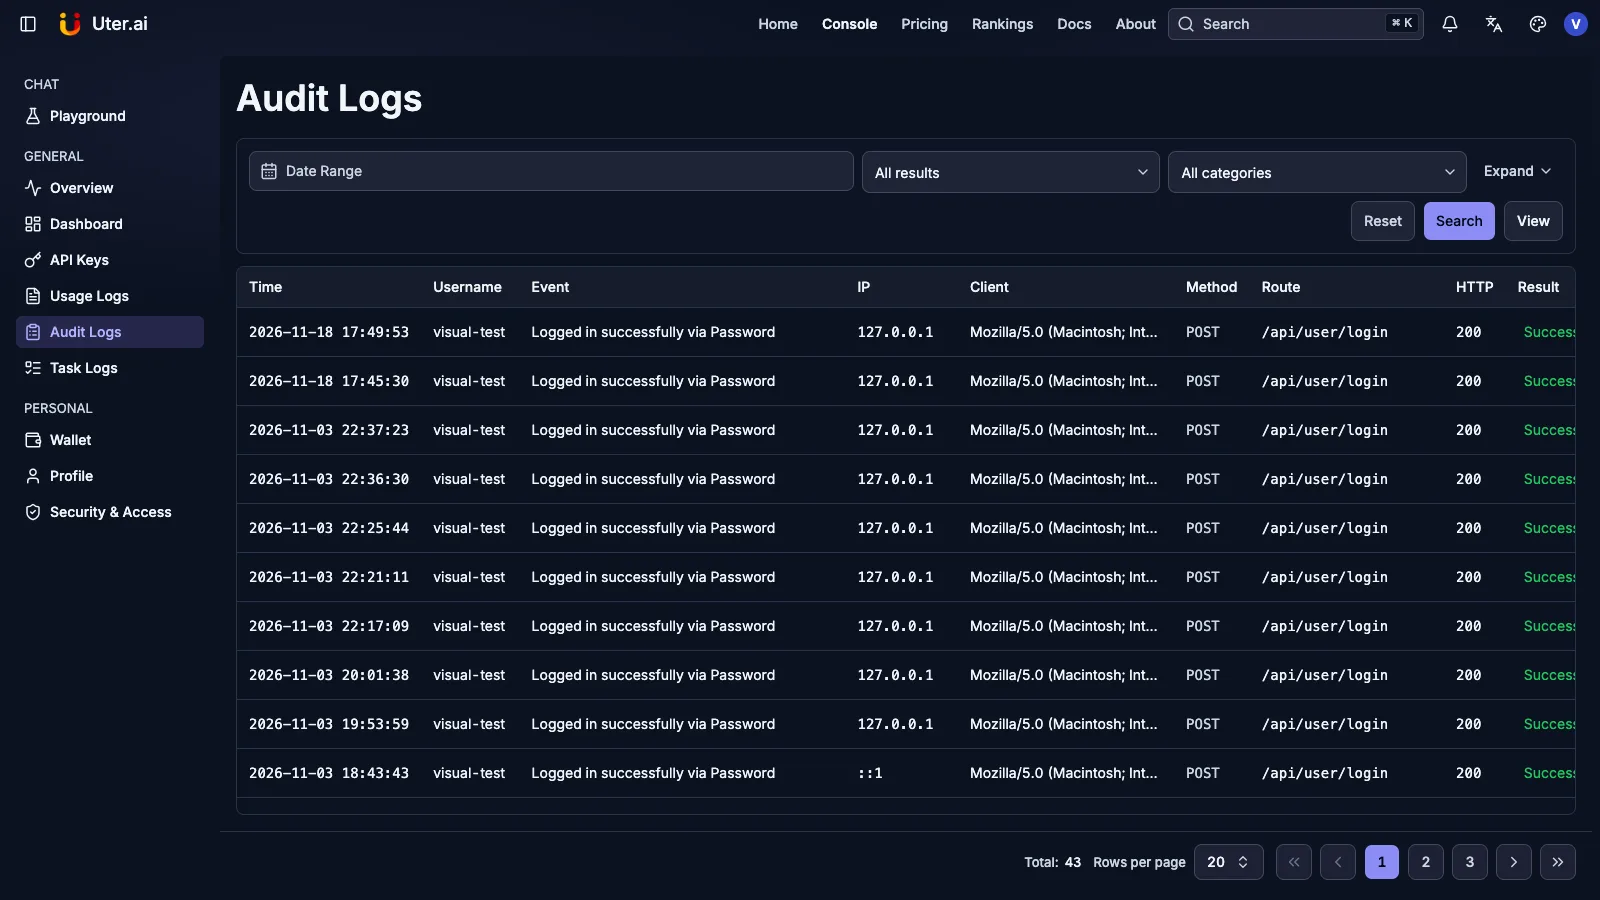 Uter.ai
Home Console Pricing Rankings Docs About Search ⌘ K V
CHAT
Playground
GENERAL
Overview
Dashboard
API Keys
Usage Logs
Audit Logs
Task Logs
PERSONAL
Wallet
Profile
Security & Access
Audit Logs
Date Range All results All categories Expand
Reset Search View
Time Username Event IP Client Method Route HTTP Result
2026-11-18 17:49:53 visual-test Logged in successfully via Password 127.0.0.1 Mozilla/5.0 (Macintosh; Int... POST /api/user/login 200 Success
2026-11-18 17:45:30 visual-test Logged in successfully via Password 127.0.0.1 Mozilla/5.0 (Macintosh; Int... POST /api/user/login 200 Success
2026-11-03 22:37:23 visual-test Logged in successfully via Password 127.0.0.1 Mozilla/5.0 (Macintosh; Int... POST /api/user/login 200 Success
2026-11-03 22:36:30 visual-test Logged in successfully via Password 127.0.0.1 Mozilla/5.0 (Macintosh; Int... POST /api/user/login 200 Success
2026-11-03 22:25:44 visual-test Logged in successfully via Password 127.0.0.1 Mozilla/5.0 (Macintosh; Int... POST /api/user/login 200 Success
2026-11-03 22:21:11 visual-test Logged in successfully via Password 127.0.0.1 Mozilla/5.0 (Macintosh; Int... POST /api/user/login 200 Success
2026-11-03 22:17:09 visual-test Logged in successfully via Password 127.0.0.1 Mozilla/5.0 (Macintosh; Int... POST /api/user/login 200 Success
2026-11-03 20:01:38 visual-test Logged in successfully via Password 127.0.0.1 Mozilla/5.0 (Macintosh; Int... POST /api/user/login 200 Success
2026-11-03 19:53:59 visual-test Logged in successfully via Password 127.0.0.1 Mozilla/5.0 (Macintosh; Int... POST /api/user/login 200 Success
2026-11-03 18:43:43 visual-test Logged in successfully via Password ::1 Mozilla/5.0 (Macintosh; Int... POST /api/user/login 200 Success
Total: 43 Rows per page 20 1 2 3